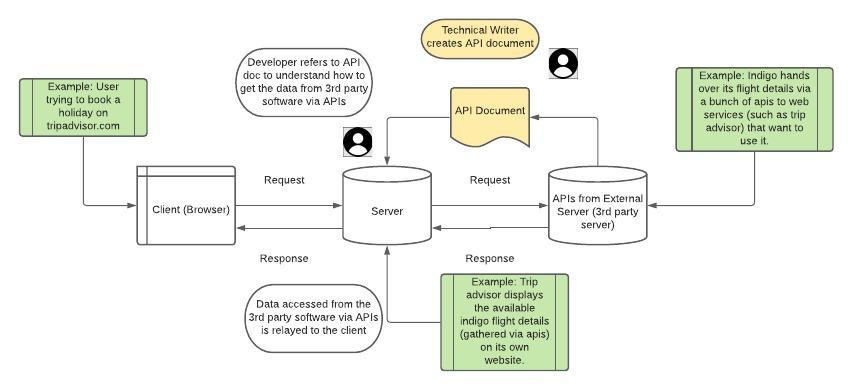 Technical Writer
creates API document
Developer refers to API
doc to understand how to
get the data from 3rd party
software via APIs
Example: User
trying to book a
holiday on
tripadvisor.com
API Document
Example: Indigo hands
over its flight details via
a bunch of apis to web
services (such as trip
advisor) that want to
use it.
Client (Browser)
Request
Server
Request
APIs from External
Server (3rd party
server)
Response
Response
Data accessed from the
3rd party software via APIs
is relayed to the client
Example: Trip
advisor displays
the available
indigo flight details
(gathered via apis)
on its own
website.